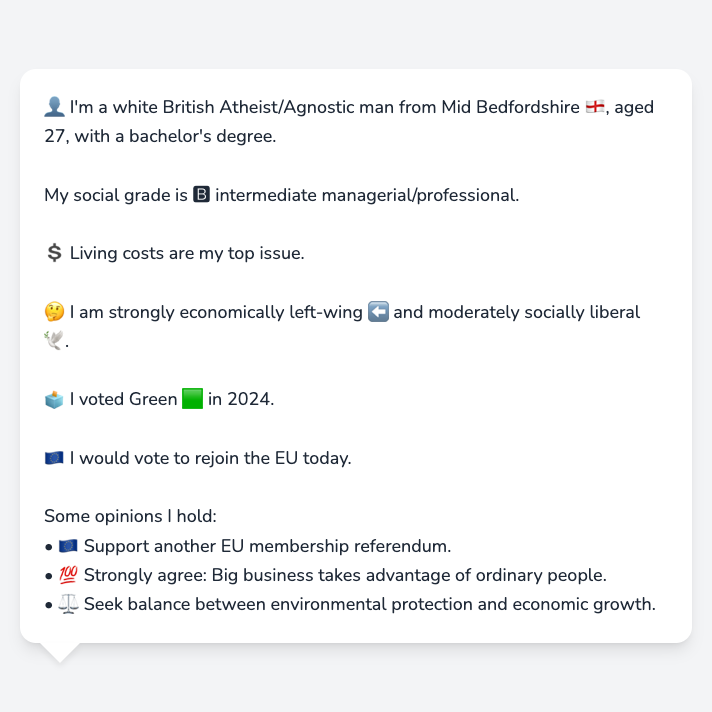 👤 I'm a white British Atheist/Agnostic man from Mid Bedfordshire 🏴󠁧󠁢󠁥󠁮󠁧󠁿, aged
27, with a bachelor's degree.
My social grade is 🅱 intermediate managerial/professional.
💲 Living costs are my top issue.
🤔 I am strongly economically left-wing ⬅️ and moderately socially liberal
🕊️.
🗳️ I voted Green 🟩 in 2024.
🇪🇺 I would vote to rejoin the EU today.
Some opinions I hold:
• 🇪🇺 Support another EU membership referendum.
• 💯 Strongly agree: Big business takes advantage of ordinary people.
• ⚖️ Seek balance between environmental protection and economic growth.